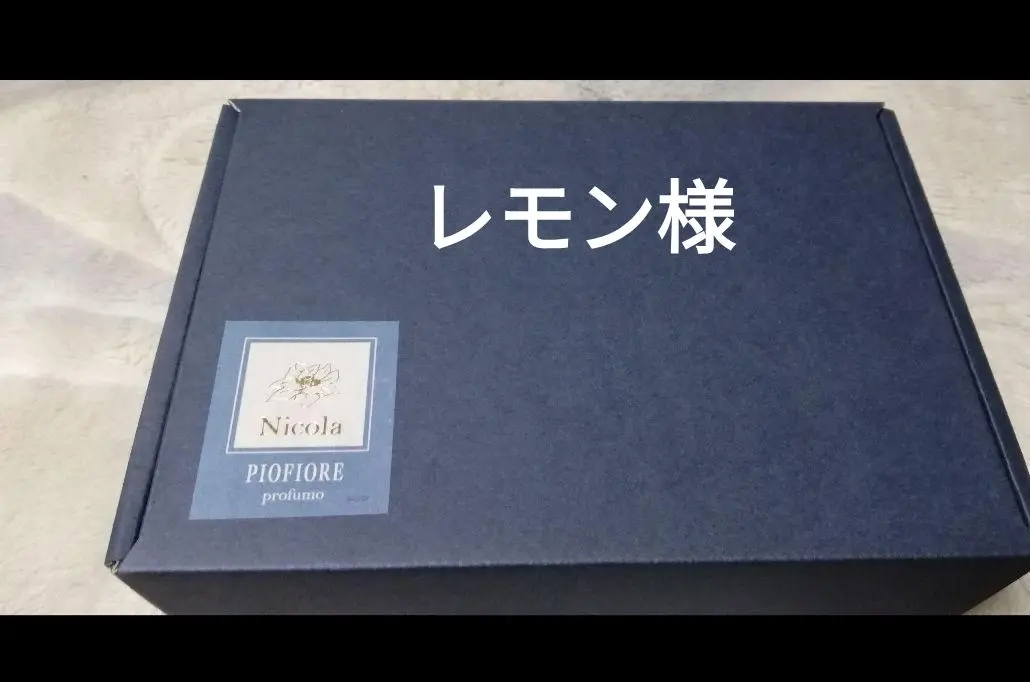 レモン様
Nicola
PIOFIORE
profumo